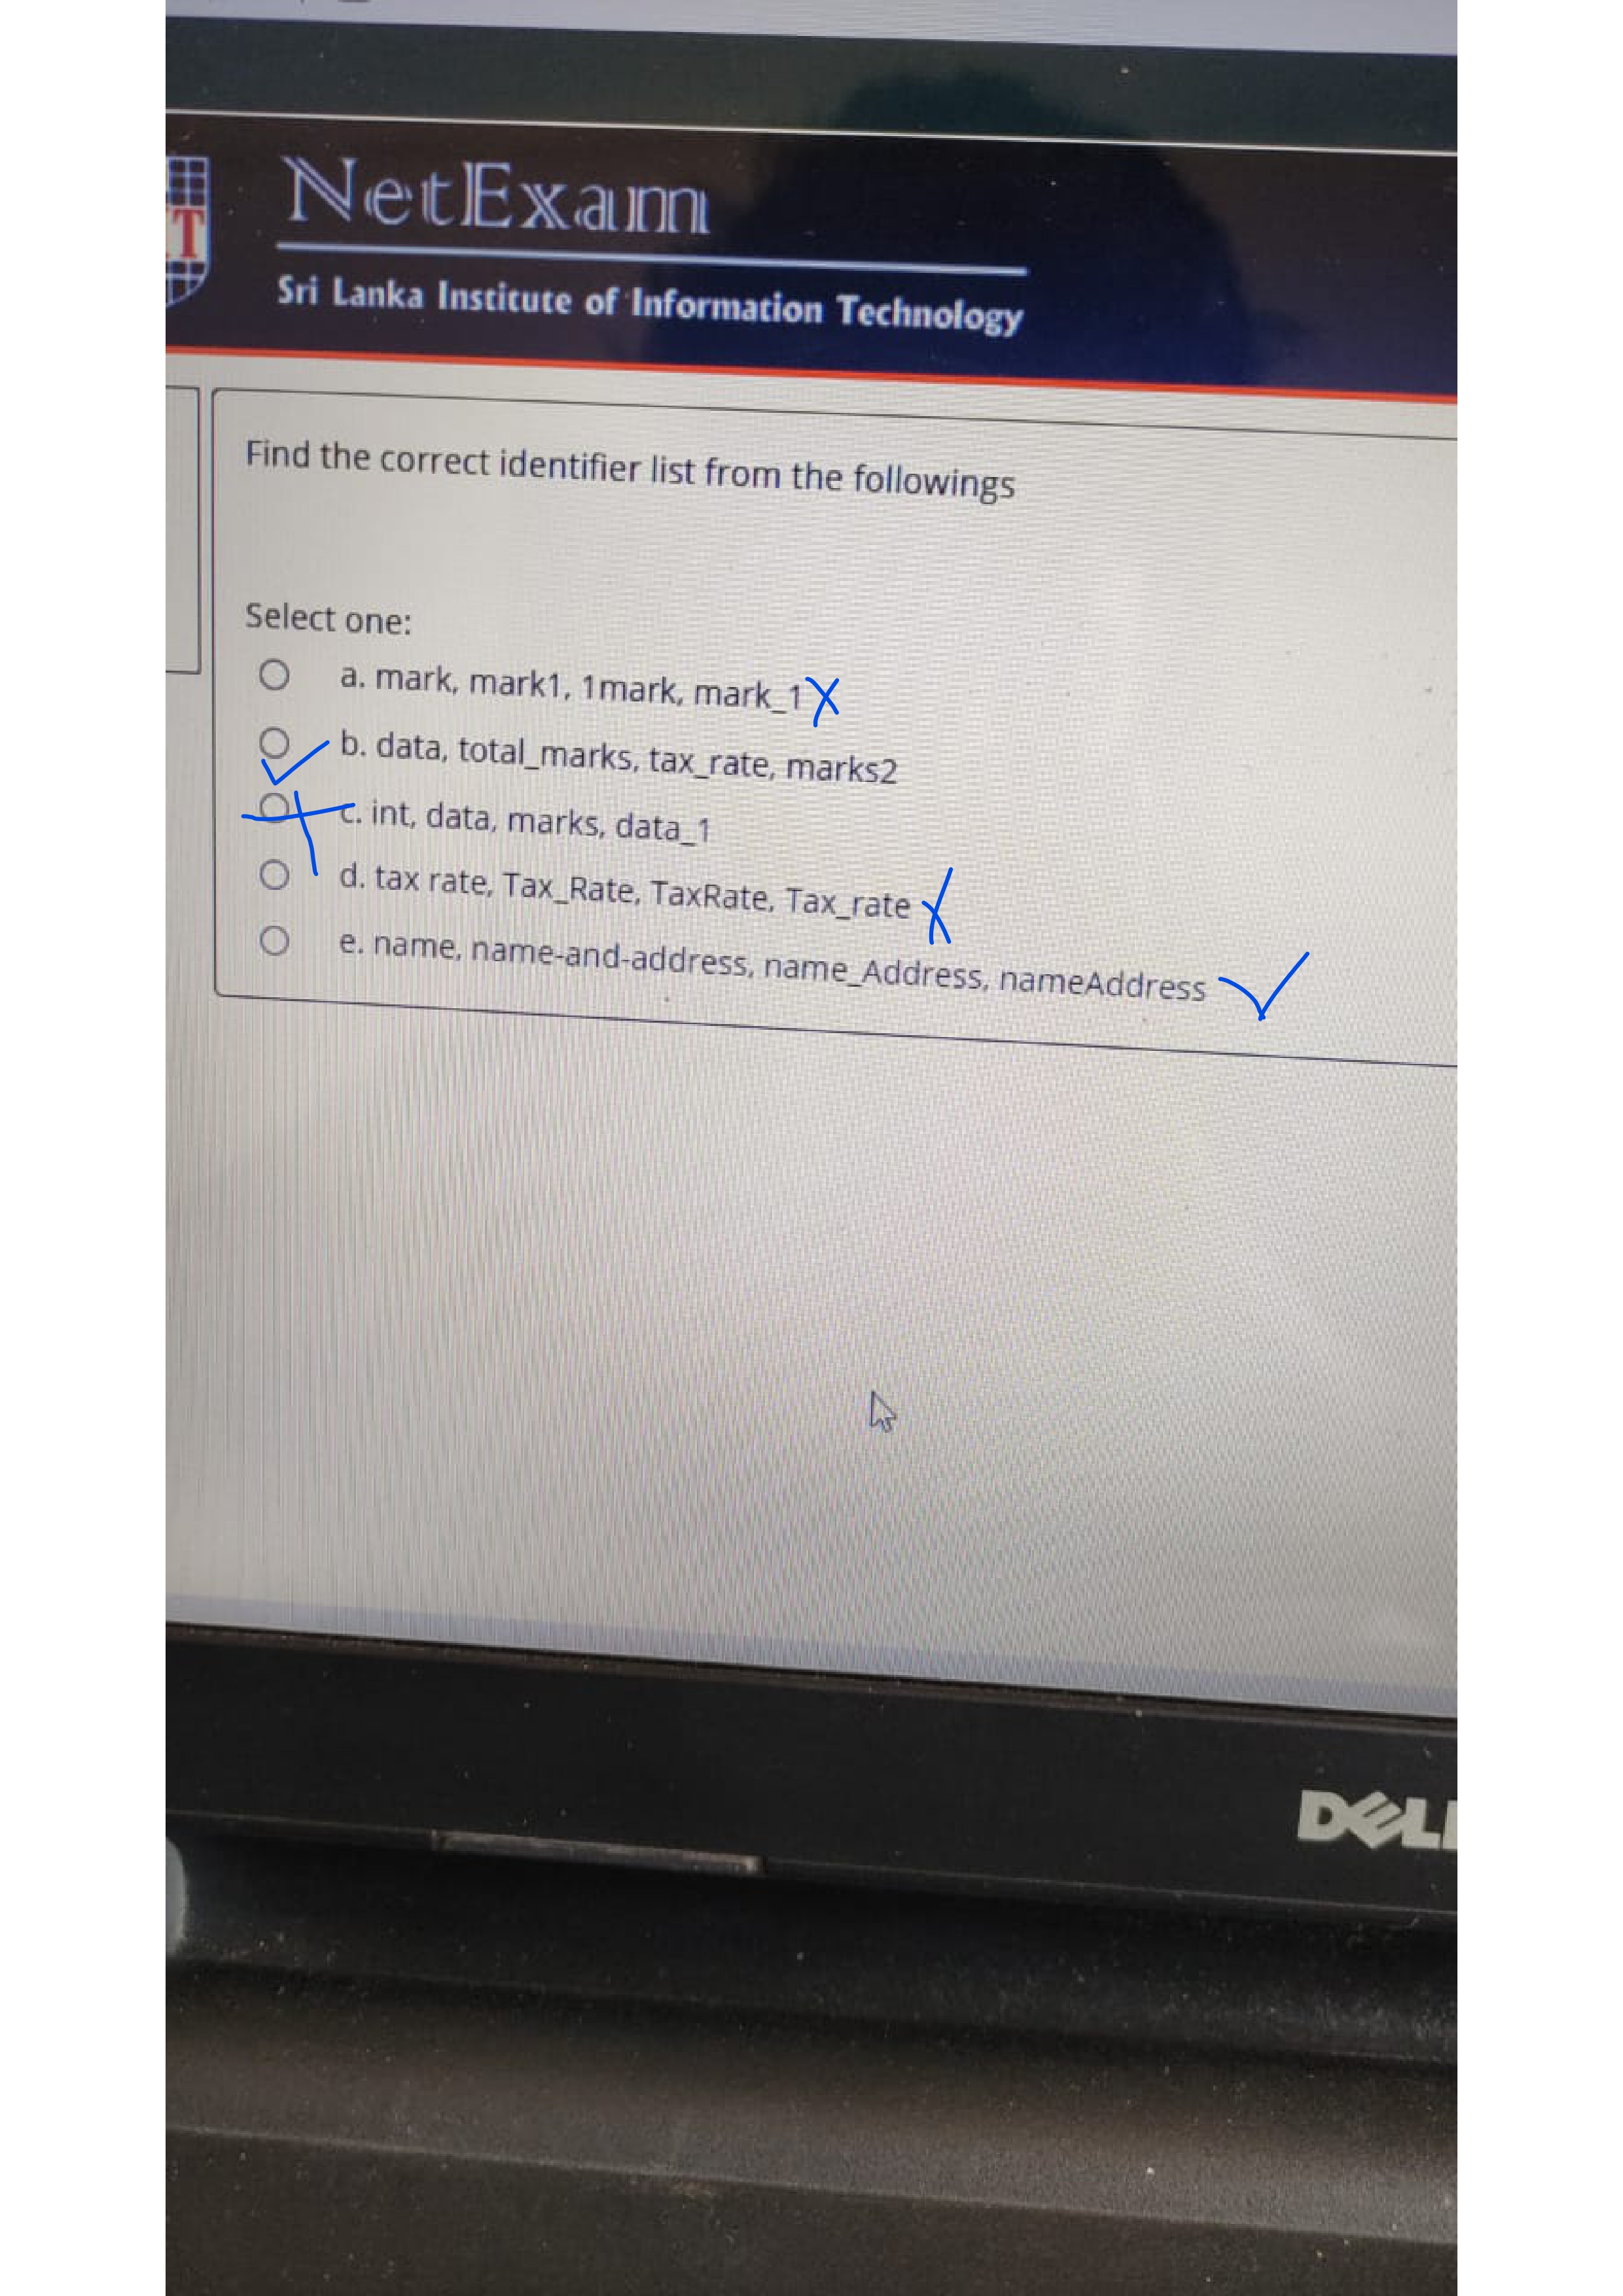 T
NetExam
Sri Lanka Institute of Information Technology
Find the correct identifier list from the followings
Select one:
a. mark, mark1, 1mark, mark_1
b. data, total_marks, tax_rate, marks2
c. int, data, marks, data_1
d. tax rate, Tax_Rate, TaxRate, Tax_rate
e. name, name-and-address, name_Address, nameAddress
DELL